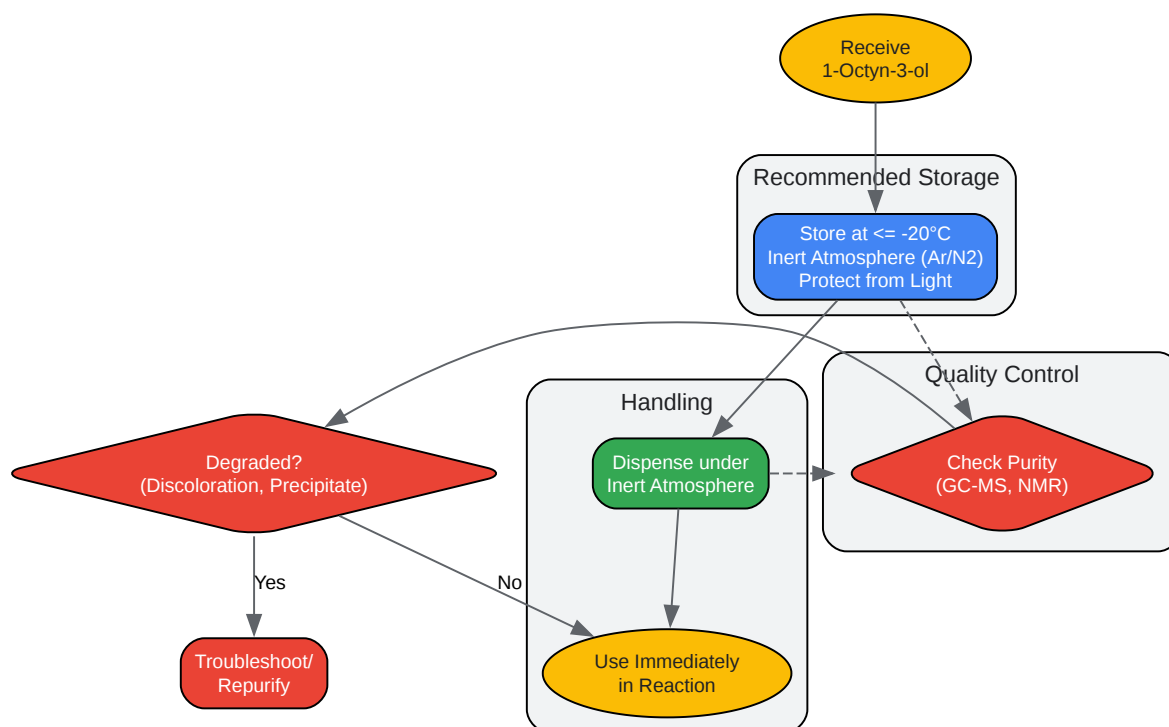 Receive
1-Octyn-3-ol
Recommended Storage
Store at <= -20°C
Inert Atmosphere (Ar/N2)
Protect from Light
Quality Control
Handling
Degraded?
(Discoloration, Precipitate)
Dispense under
Inert Atmosphere
Check Purity
(GC-MS, NMR)
Yes
No
Troubleshoot/
Repurify
Use Immediately
in Reaction